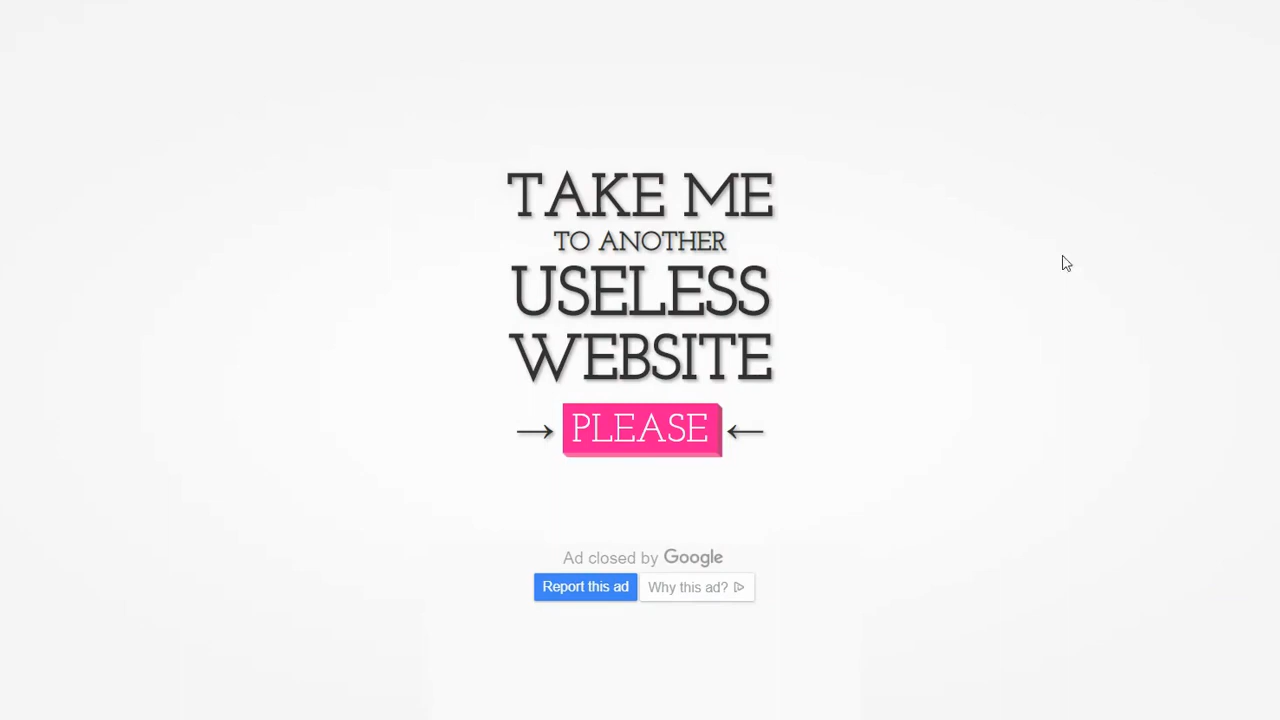 TAKE ME
TO ANOTHER
USELESS
WEBSITE
→ PLEASE ←
Ad closed by Google
Report this ad Why this ad?